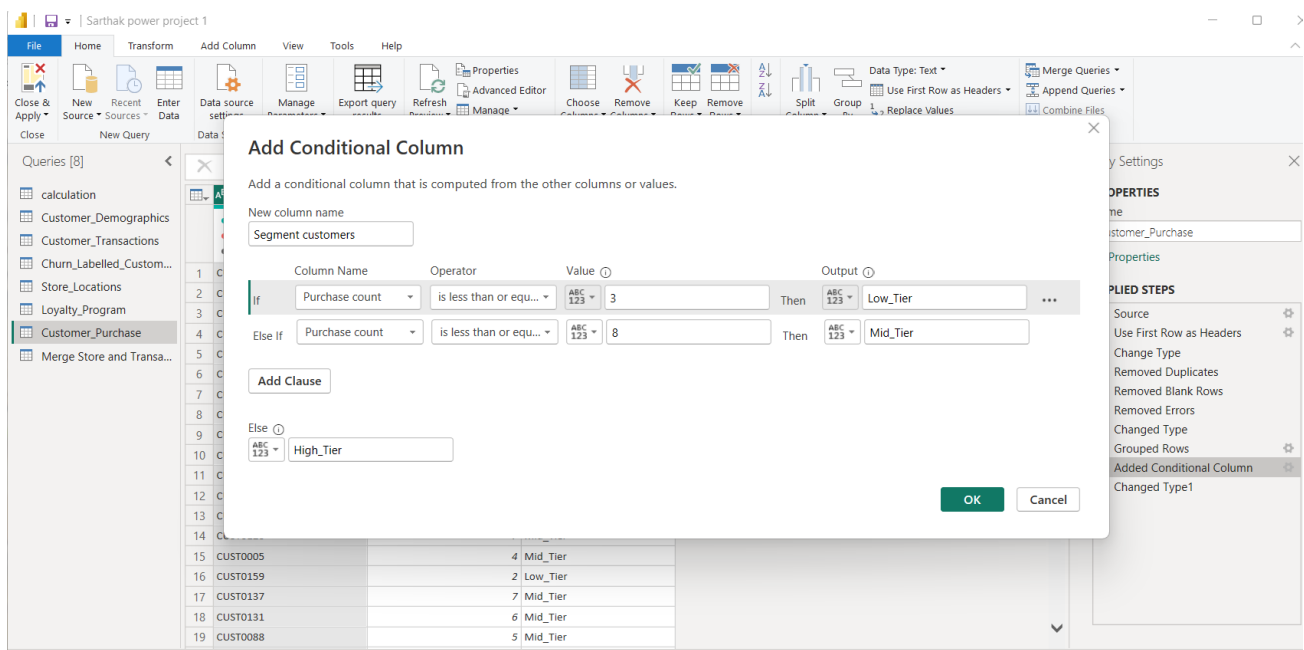 Sarthak power project 1
File Home Transform Add Column View Tools Help
Properties Data Type: Text Merge Queries
Advanced Editor Use First Row as Headers Append Queries
Close & Apply New Source Recent Sources Enter Data Data source settings Manage Parameters Export query results Refresh Preview Manage Choose Columns Remove Columns Keep Rows Remove Rows Split Column Group By Replace Values Combine Files
Close New Query Data
Queries [8]
calculation
Customer_Demographics
Customer_Transactions
Churn_Labelled_Custom...
Store_Locations
Loyalty_Program
Customer_Purchase
Merge Store and Transa...
Add Conditional Column
Add a conditional column that is computed from the other columns or values.
New column name
Segment customers
Column Name Operator Value Output
If Purchase count is less than or equ... ABC 123 3 Then ABC 123 Low_Tier ...
Else If Purchase count is less than or equ... ABC 123 8 Then ABC 123 Mid_Tier
Add Clause
Else
ABC 123 High_Tier
OK Cancel
1 C
2 C
3 C
4 C
5 C
6 C
7 C
8 C
9 C
10 C
11 C
12 C
13 C
14
15 CUST0005 4 Mid_Tier
16 CUST0159 2 Low_Tier
17 CUST0137 7 Mid_Tier
18 CUST0131 6 Mid_Tier
19 CUST0088 5 Mid_Tier
y Settings
OPERTIES
me
stomer_Purchase
Properties
PLIED STEPS
Source
Use First Row as Headers
Change Type
Removed Duplicates
Removed Blank Rows
Removed Errors
Changed Type
Grouped Rows
Added Conditional Column
Changed Type1